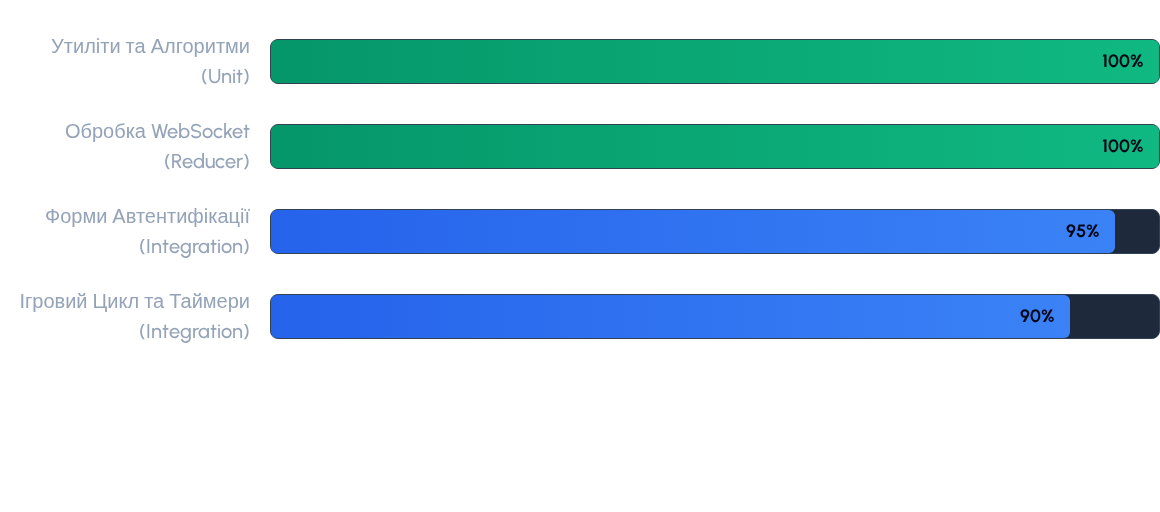 Утиліти та Алгоритми
(Unit)
100%
Обробка WebSocket
(Reducer)
100%
Форми Автентифікації
(Integration)
95%
Ігровий Цикл та Таймери
(Integration)
90%